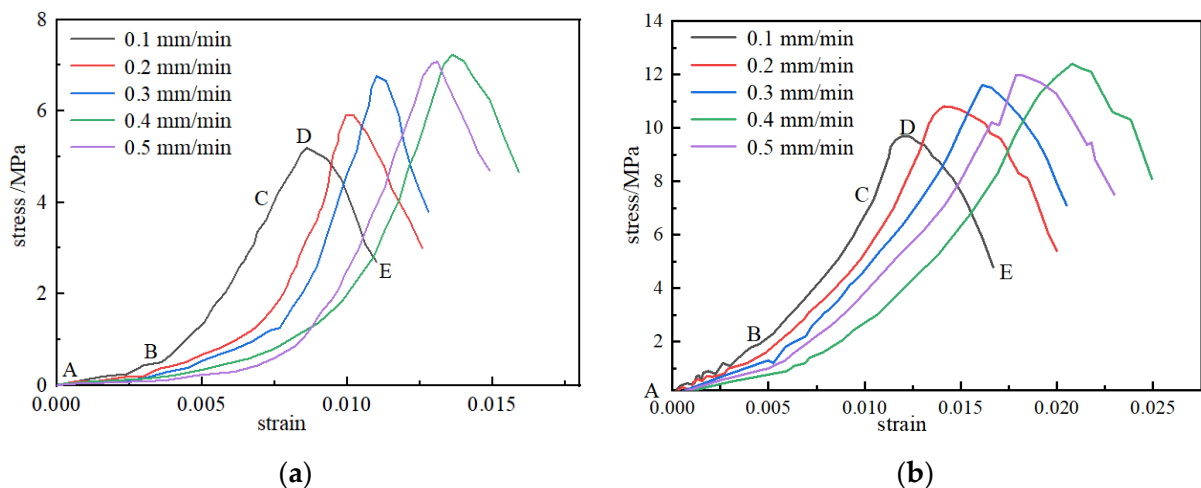 8
6
4
2
0
stress /MPa
0.1 mm/min
0.2 mm/min
0.3 mm/min
0.4 mm/min
0.5 mm/min
A
B
C
D
E
0.000
0.005
0.010
0.015
strain
(a)
14
12
10
8
6
4
2
0
stress/MPa
0.1 mm/min
0.2 mm/min
0.3 mm/min
0.4 mm/min
0.5 mm/min
A
B
C
D
E
0.000
0.005
0.010
0.015
0.020
0.025
strain
(b)